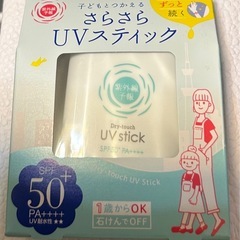 紫外線
予報
子どもとつかえる
さらさら
UVスティック
ずっと
続く
紫外線
予報
Dry-touch
UV stick
SPF50+ PA++++
SPF
50+
PA++++
UV耐水性 ★★
1歳からOK
石けんでOFF
Dry-touch UV Stick